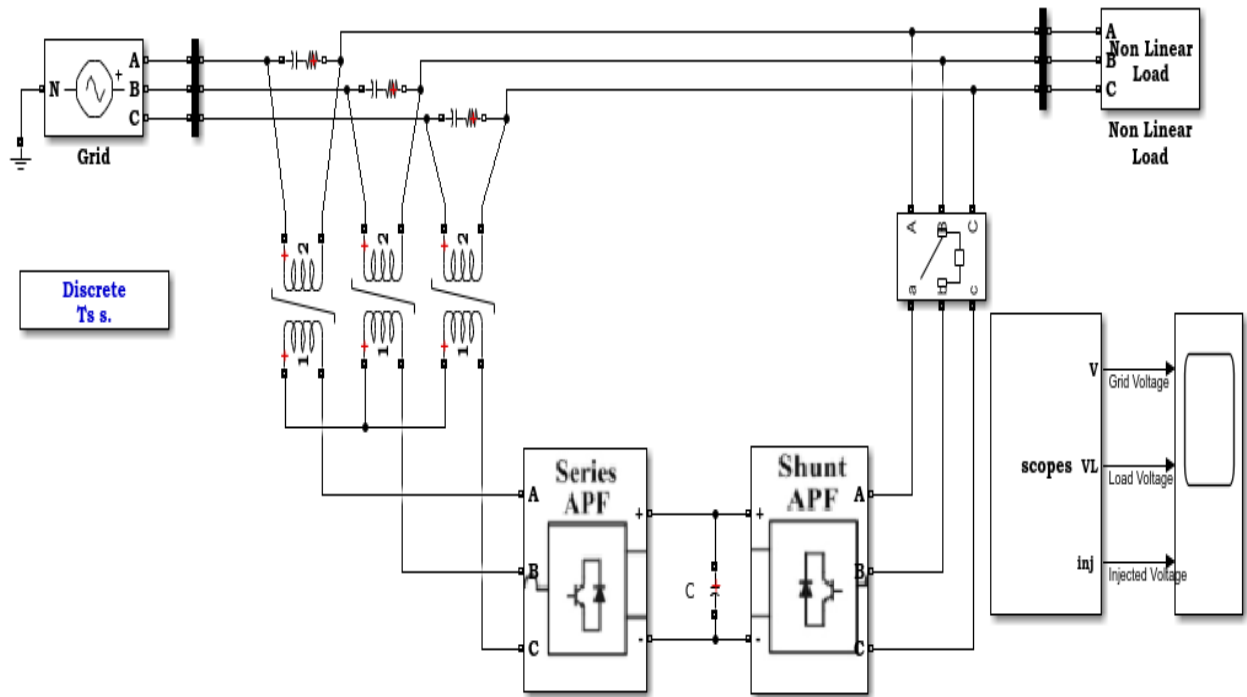 N
A
B
C
+
Grid
A
B
C
Non Linear
Load
Non Linear
Load
Discrete
Ts s.
+
2
+
1
+
2
+
1
+
2
+
1
A
B
C
a
c
Series
APF
A
B
C
+
-
C
Shunt
APF
+
-
A
B
C
scopes
V
VL
inj
Grid Voltage
Load Voltage
Injected Voltage